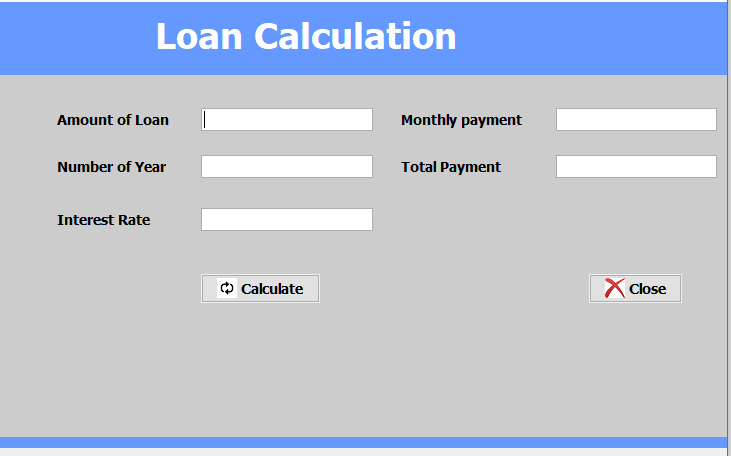 Loan Calculation
Amount of Loan
Monthly payment
Number of Year
Total Payment
Interest Rate
Calculate
Close